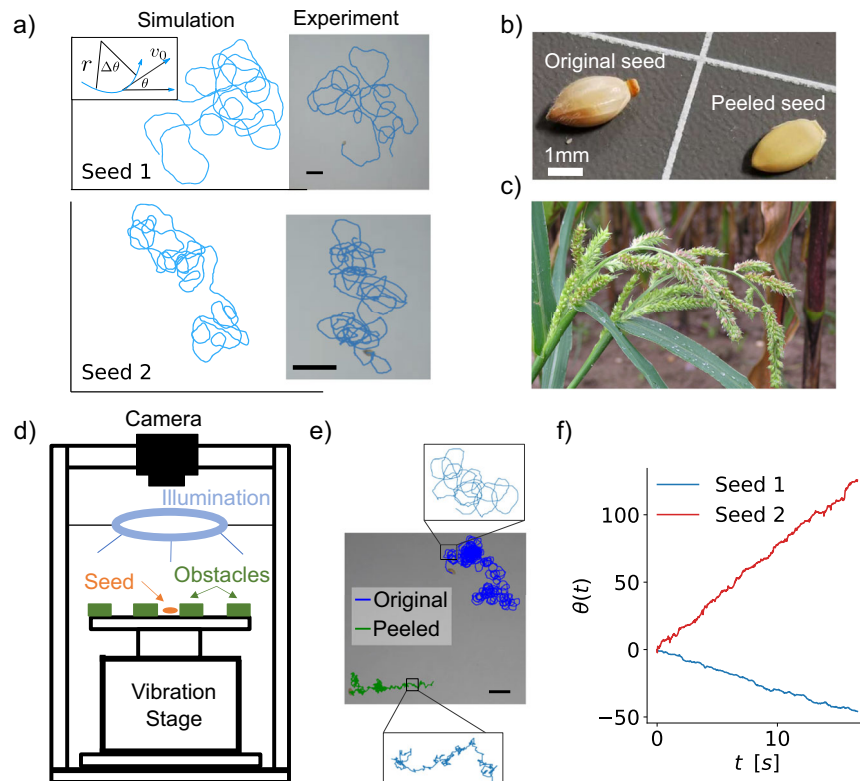 a)
Simulation
Experiment
r
Δθ
v₀
θ
Seed 1
Seed 2
b)
Original seed
Peeled seed
1mm
c)
d)
Camera
Illumination
Seed
Obstacles
Vibration
Stage
e)
Original
Peeled
f)
Seed 1
Seed 2
θ(t)
100
50
0
−50
0
10
t [s]